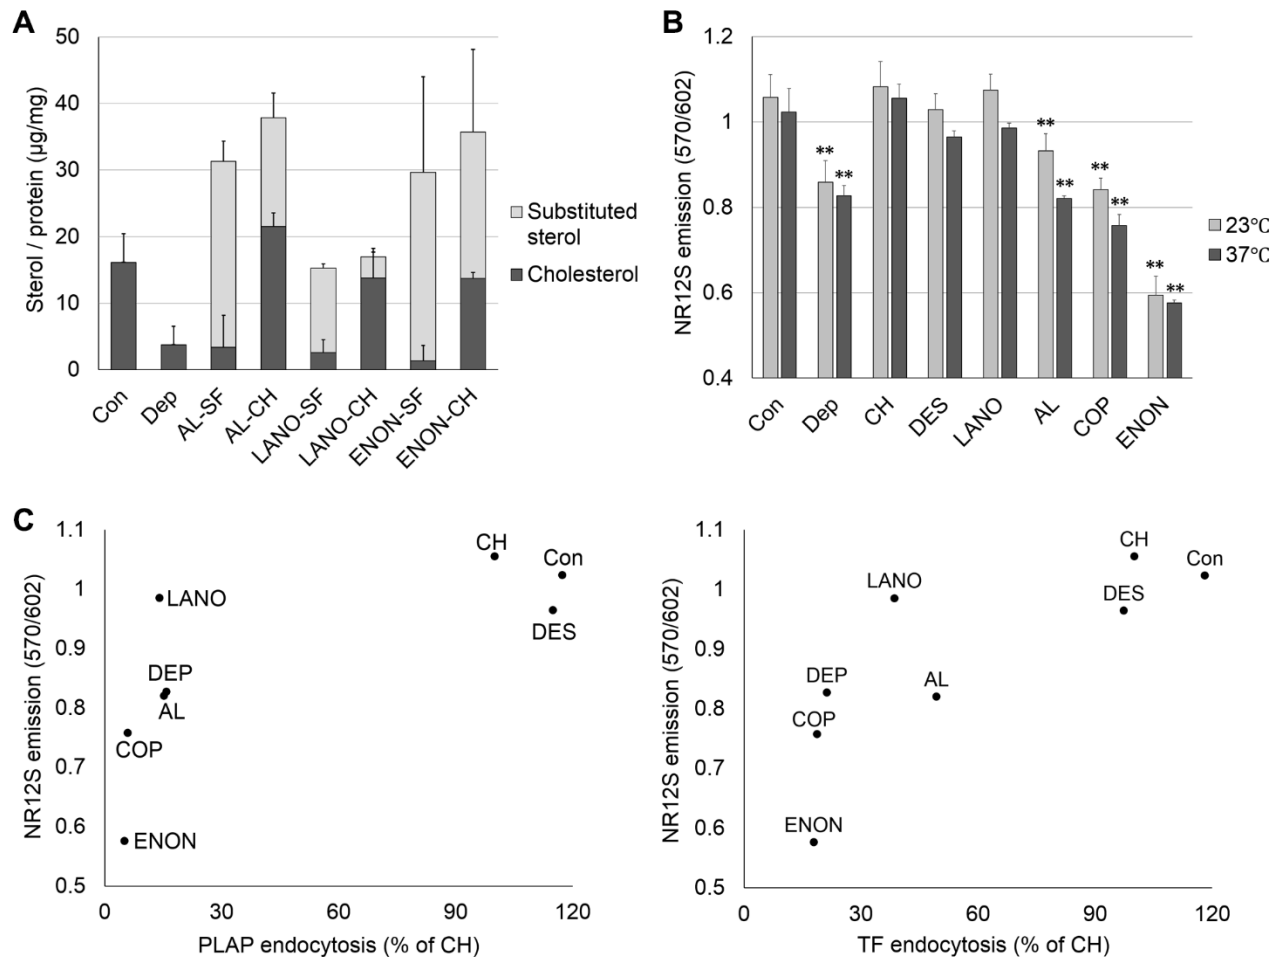 A
50
40
30
20
10
0
Sterol / protein (µg/mg)
Con
Dep
AL-SF
AL-CH
LANO-SF
LANO-CH
ENON-SF
ENON-CH
Substituted
sterol
Cholesterol
B
1.2
1
0.8
0.6
0.4
NR12S emission (570/602)
**
**
**
**
**
**
**
**
Con
Dep
CH
DES
LANO
AL
COP
ENON
23℃
37℃
C
1.1
1
0.9
0.8
0.7
0.6
0.5
NR12S emission (570/602)
CH
Con
DES
LANO
DEP
AL
COP
ENON
0
30
60
90
120
PLAP endocytosis (% of CH)
1.1
1
0.9
0.8
0.7
0.6
0.5
NR12S emission (570/602)
CH
Con
DES
LANO
DEP
AL
COP
ENON
0
30
60
90
120
TF endocytosis (% of CH)